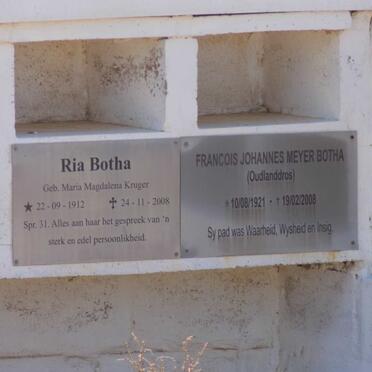 Ria Botha
Geb. Maria Magdalena Kruger
★ 22 - 09 - 1912 ✝ 24 - 11 - 2008
Spr. 31. Alles aan haar het gespreek van 'n
sterk en edel persoonlikheid.
FRANCOIS JOHANNES MEYER BOTHA
(Oudlanddros)
✶ 10/08/1921 - ✝ 19/02/2008
Sy pad was Waarheid, Wysheid en Insig.